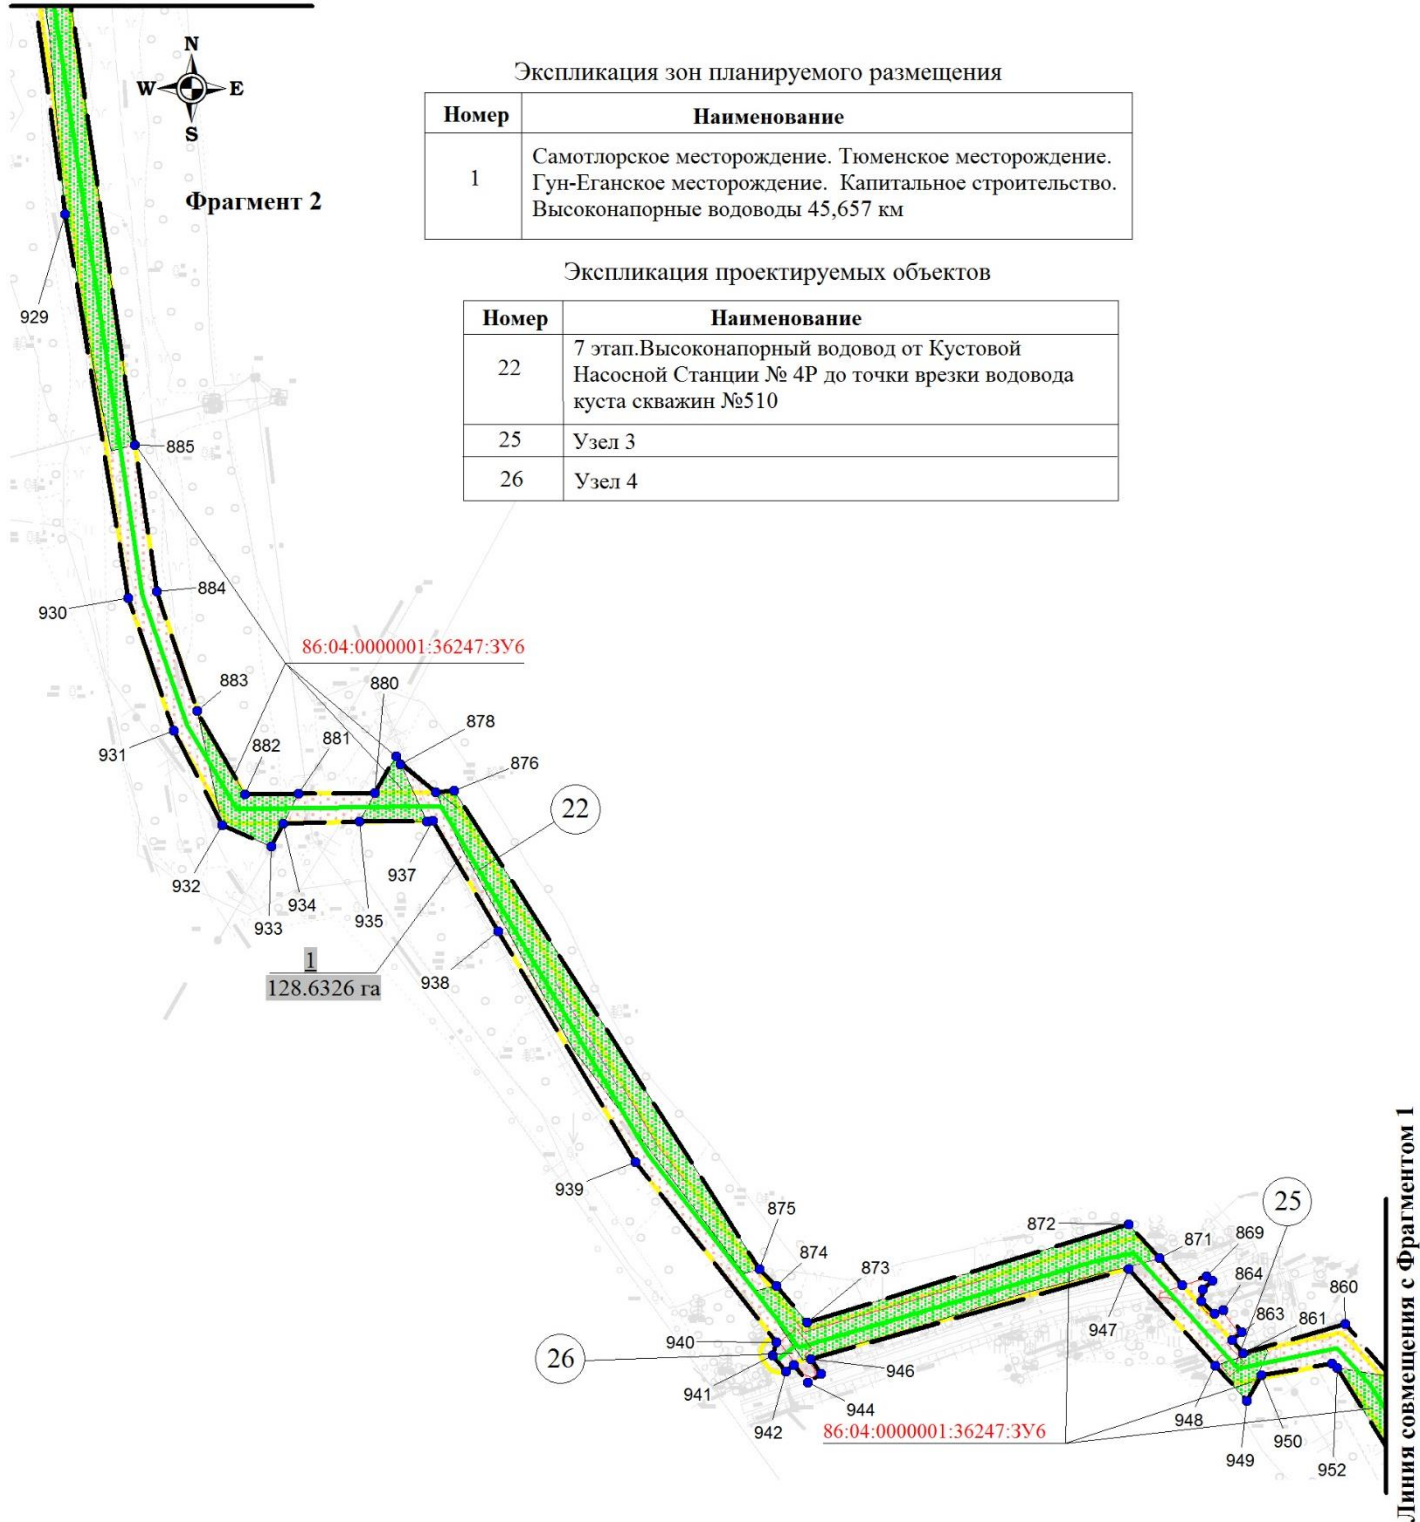 N
W E
S
Фрагмент 2
Экспликация зон планируемого размещения
Номер Наименование
1 Самотлорское месторождение. Тюменское месторождение.
Гун-Еганское месторождение. Капитальное строительство.
Высоконапорные водоводы 45,657 км
Экспликация проектируемых объектов
Номер Наименование
22 7 этап.Высоконапорный водовод от Кустовой
Насосной Станции № 4Р до точки врезки водовода
куста скважин №510
25 Узел 3
26 Узел 4
929
885
884
930
86:04:0000001:36247:ЗУ6
883
880
878
931
882
881
876
22
932
933
934
935
937
938
1
128.6326 га
939
875
874
873
872
871
869
864
25
863
861
860
947
940
26
941
942
944
946
948
949
950
952
86:04:0000001:36247:ЗУ6
Линия совмещения с Фрагментом 1